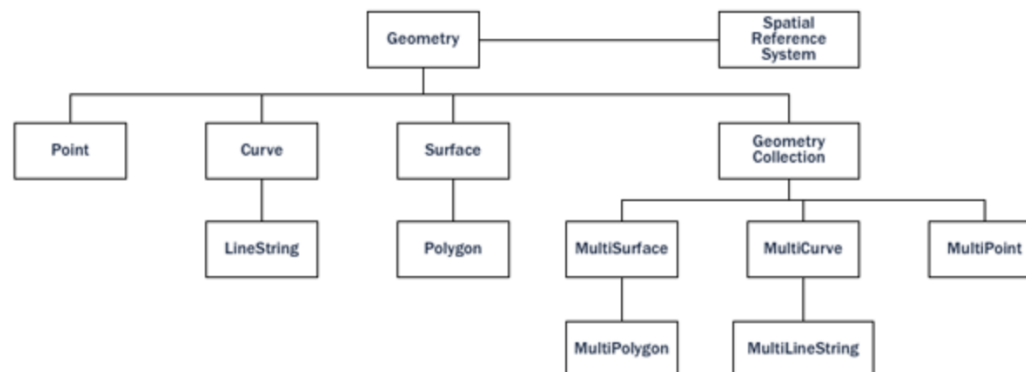 Geometry
Spatial
Reference
System
Point
Curve
Surface
Geometry
Collection
LineString
Polygon
MultiSurface
MultiCurve
MultiPoint
MultiPolygon
MultiLineString